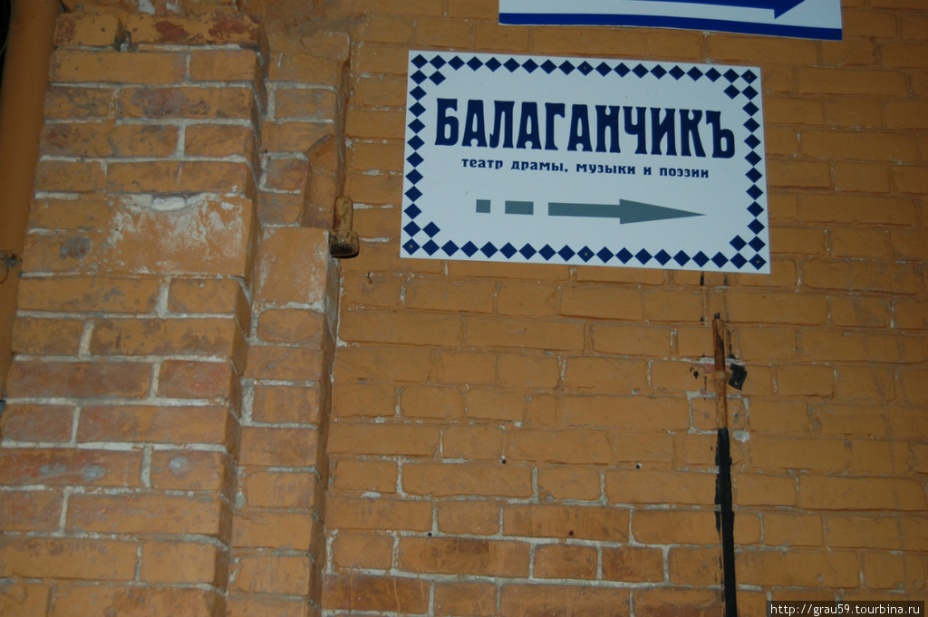 БАЛАГАНЧИКЪ
театр драмы, музыки и поэзии
http://grau59.tourbina.ru